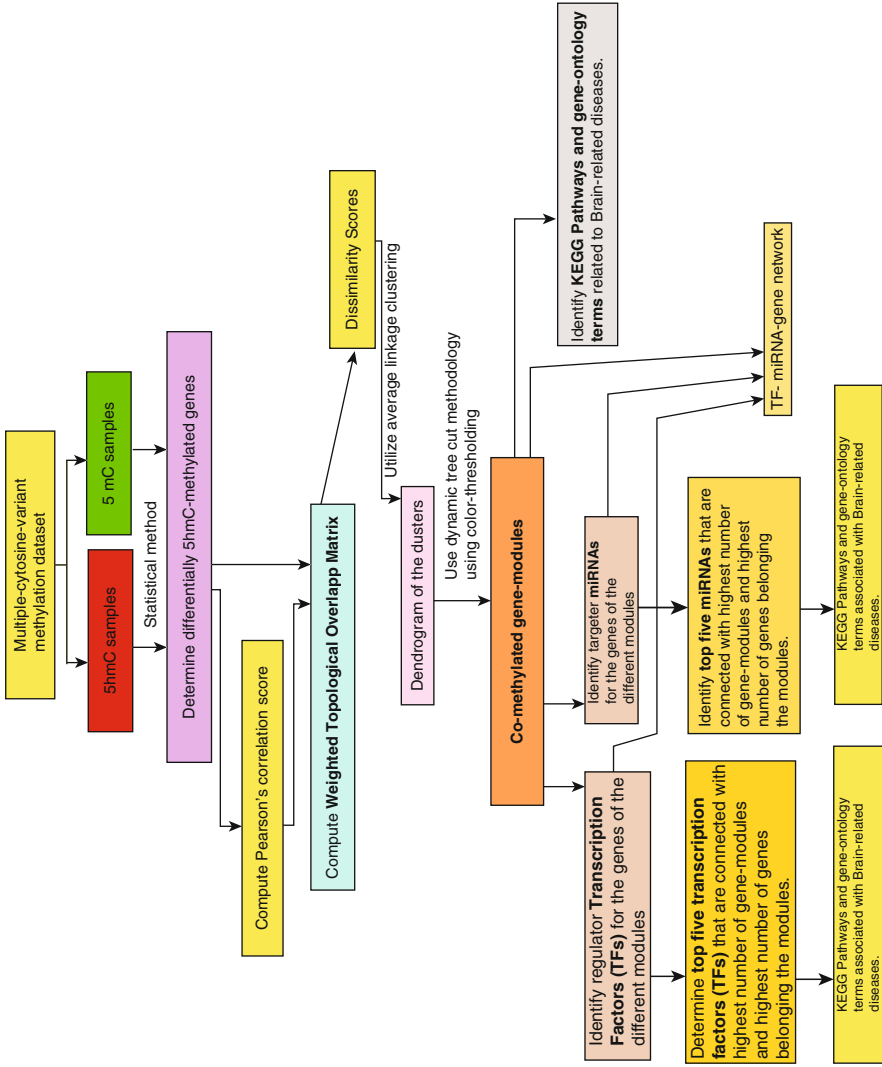 Multiple-cytosine-variant
methylation dataset
5hmC samples
5 mC samples
Statistical method
Determine differentially 5hmC-methylated genes
Compute Pearson's correlation score
Compute Weighted Topological Overlapp Matrix
Dissimilarity Scores
Utilize average linkage clustering
Dendrogram of the dusters
Use dynamic tree cut methodology
using color-thresholding
Co-methylated gene-modules
Identify KEGG Pathways and gene-ontology
terms related to Brain-related diseases.
Identify regulator Transcription
Factors (TFs) for the genes of the
different modules
Identify targeter miRNAs
for the genes of the
different modules
TF- miRNA-gene network
Determine top five transcription
factors (TFs) that are connected with
highest number of gene-modules
and highest number of genes
belonging the modules.
Identify top five miRNAs that are
connected with highest number
of gene-modules and highest
number of genes belonging
the modules.
KEGG Pathways and gene-ontology
terms associated with Brain-related
diseases.
KEGG Pathways and gene-ontology
terms associated with Brain-related
diseases.